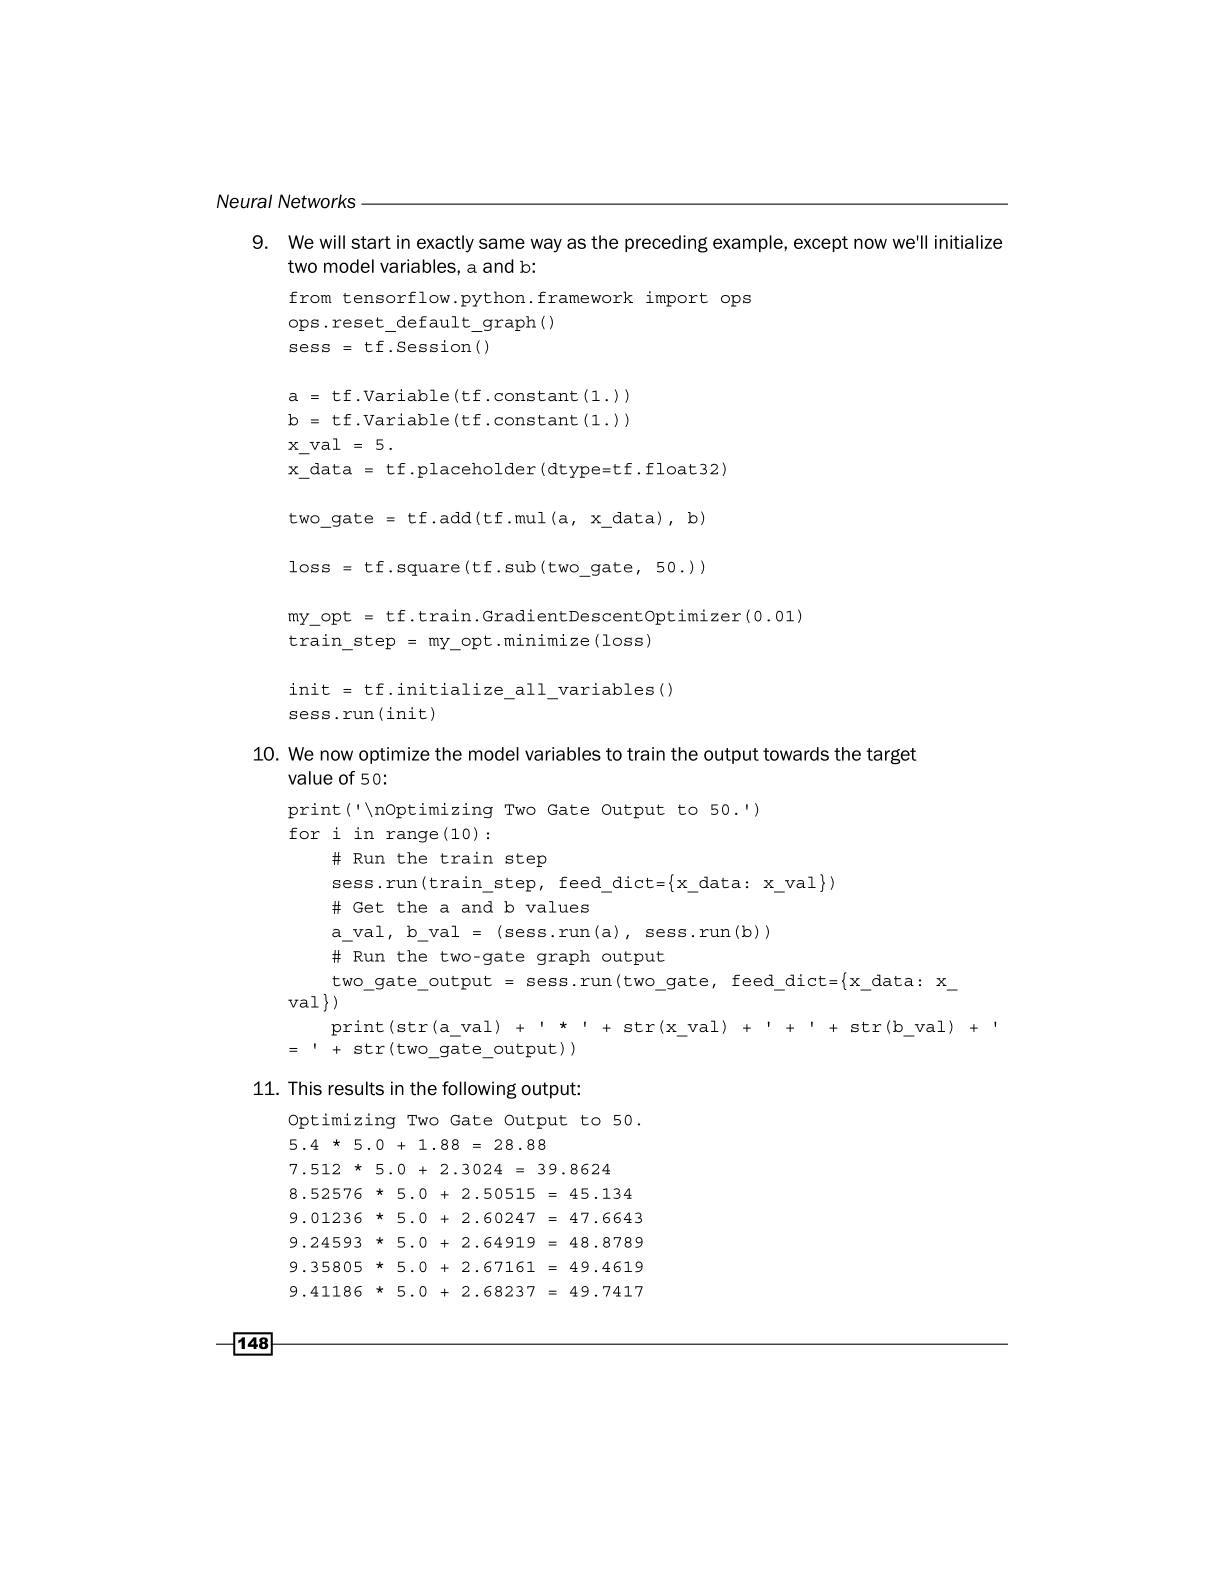 Neural Networks
9. We will start in exactly same way as the preceding example, except now we'll initialize
two model variables, a and b:
from tensorflow.python.framework import ops
ops.reset_default_graph()
sess = tf.Session()
a = tf.Variable(tf.constant(1.))
b = tf.Variable(tf.constant(1.))
x_val = 5.
x_data = tf.placeholder(dtype=tf.float32)
two_gate = tf.add(tf.mul(a, x_data), b)
loss = tf.square(tf.sub(two_gate, 50.))
my_opt = tf.train.GradientDescentOptimizer(0.01)
train_step = my_opt.minimize(loss)
init = tf.initialize_all_variables()
sess.run(init)
10. We now optimize the model variables to train the output towards the target
value of 50:
print('\nOptimizing Two Gate Output to 50.')
for i in range(10):
    # Run the train step
    sess.run(train_step, feed_dict={x_data: x_val})
    # Get the a and b values
    a_val, b_val = (sess.run(a), sess.run(b))
    # Run the two-gate graph output
    two_gate_output = sess.run(two_gate, feed_dict={x_data: x_
val})
    print(str(a_val) + ' * ' + str(x_val) + ' + ' + str(b_val) + '
= ' + str(two_gate_output))
11. This results in the following output:
Optimizing Two Gate Output to 50.
5.4 * 5.0 + 1.88 = 28.88
7.512 * 5.0 + 2.3024 = 39.8624
8.52576 * 5.0 + 2.50515 = 45.134
9.01236 * 5.0 + 2.60247 = 47.6643
9.24593 * 5.0 + 2.64919 = 48.8789
9.35805 * 5.0 + 2.67161 = 49.4619
9.41186 * 5.0 + 2.68237 = 49.7417
148